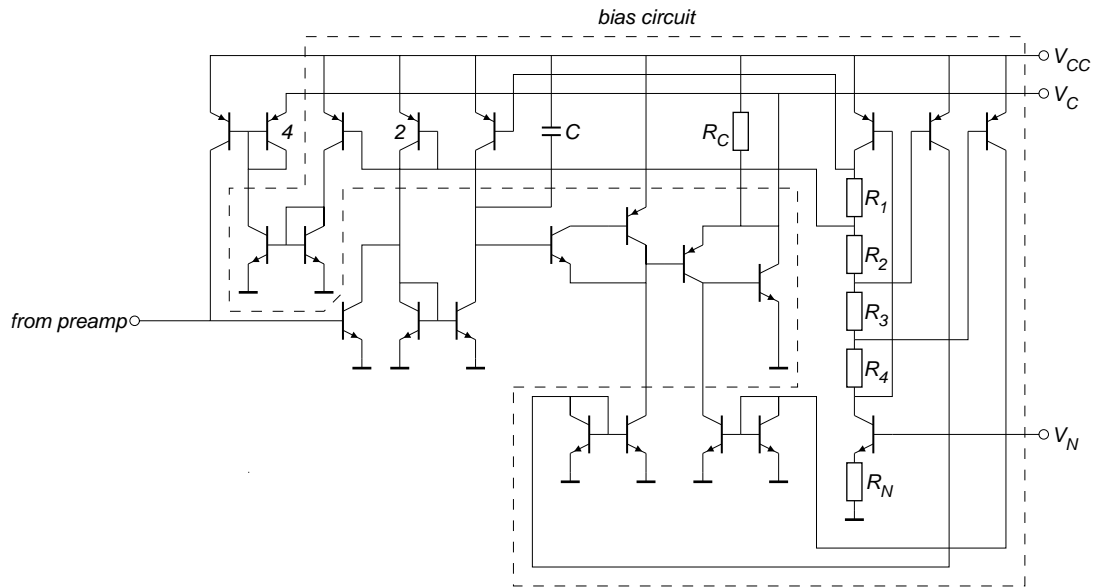 bias circuit
V_CC
V_C
4
2
C
R_C
R_1
R_2
R_3
from preamp
R_4
V_N
R_N